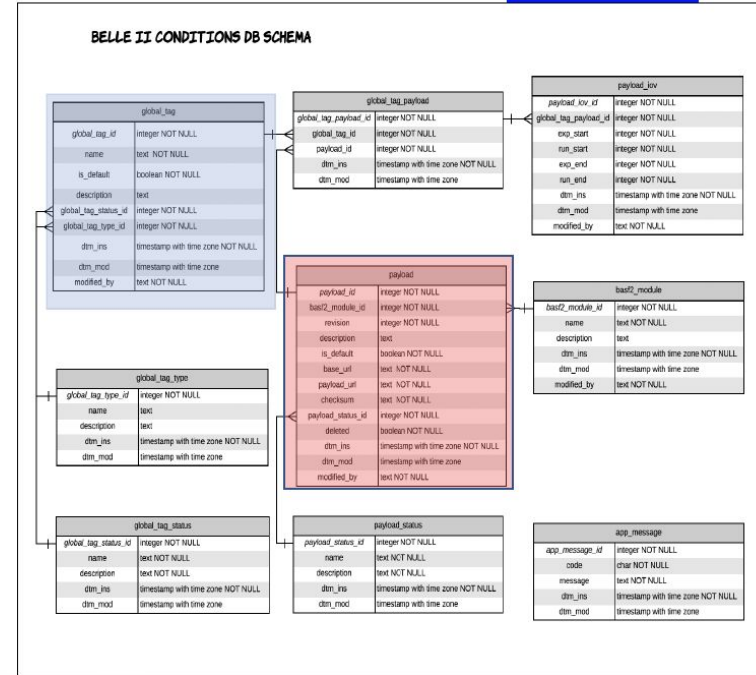 BELLE II CONDITIONS DB SCHEMA
global_tag
global_tag_id integer NOT NULL
name text NOT NULL
is_default boolean NOT NULL
description text
global_tag_status_id integer NOT NULL
global_tag_type_id integer NOT NULL
dtm_ins timestamp with time zone NOT NULL
dtm_mod timestamp with time zone
modified_by text NOT NULL
global_tag_payload
global_tag_payload_id integer NOT NULL
global_tag_id integer NOT NULL
payload_id integer NOT NULL
dtm_ins timestamp with time zone NOT NULL
dtm_mod timestamp with time zone
payload_iov
payload_iov_id integer NOT NULL
global_tag_payload_id integer NOT NULL
exp_start integer NOT NULL
run_start integer NOT NULL
exp_end integer NOT NULL
run_end integer NOT NULL
dtm_ins timestamp with time zone NOT NULL
dtm_mod timestamp with time zone
modified_by text NOT NULL
payload
payload_id integer NOT NULL
basf2_module_id integer NOT NULL
revision integer NOT NULL
description text
is_default boolean NOT NULL
base_url text NOT NULL
payload_url text NOT NULL
checksum text NOT NULL
payload_status_id integer NOT NULL
deleted boolean NOT NULL
dtm_ins timestamp with time zone NOT NULL
dtm_mod timestamp with time zone
modified_by text NOT NULL
basf2_module
basf2_module_id integer NOT NULL
name text NOT NULL
description text
dtm_ins timestamp with time zone NOT NULL
dtm_mod timestamp with time zone
modified_by text NOT NULL
global_tag_type
global_tag_type_id integer NOT NULL
name text
description text
dtm_ins timestamp with time zone NOT NULL
dtm_mod timestamp with time zone
global_tag_status
global_tag_status_id integer NOT NULL
name text NOT NULL
description text NOT NULL
dtm_ins timestamp with time zone NOT NULL
dtm_mod timestamp with time zone
payload_status
payload_status_id integer NOT NULL
name text NOT NULL
description text NOT NULL
dtm_ins timestamp with time zone NOT NULL
dtm_mod timestamp with time zone
app_message
app_message_id integer NOT NULL
code char NOT NULL
message text NOT NULL
dtm_ins timestamp with time zone NOT NULL
dtm_mod timestamp with time zone